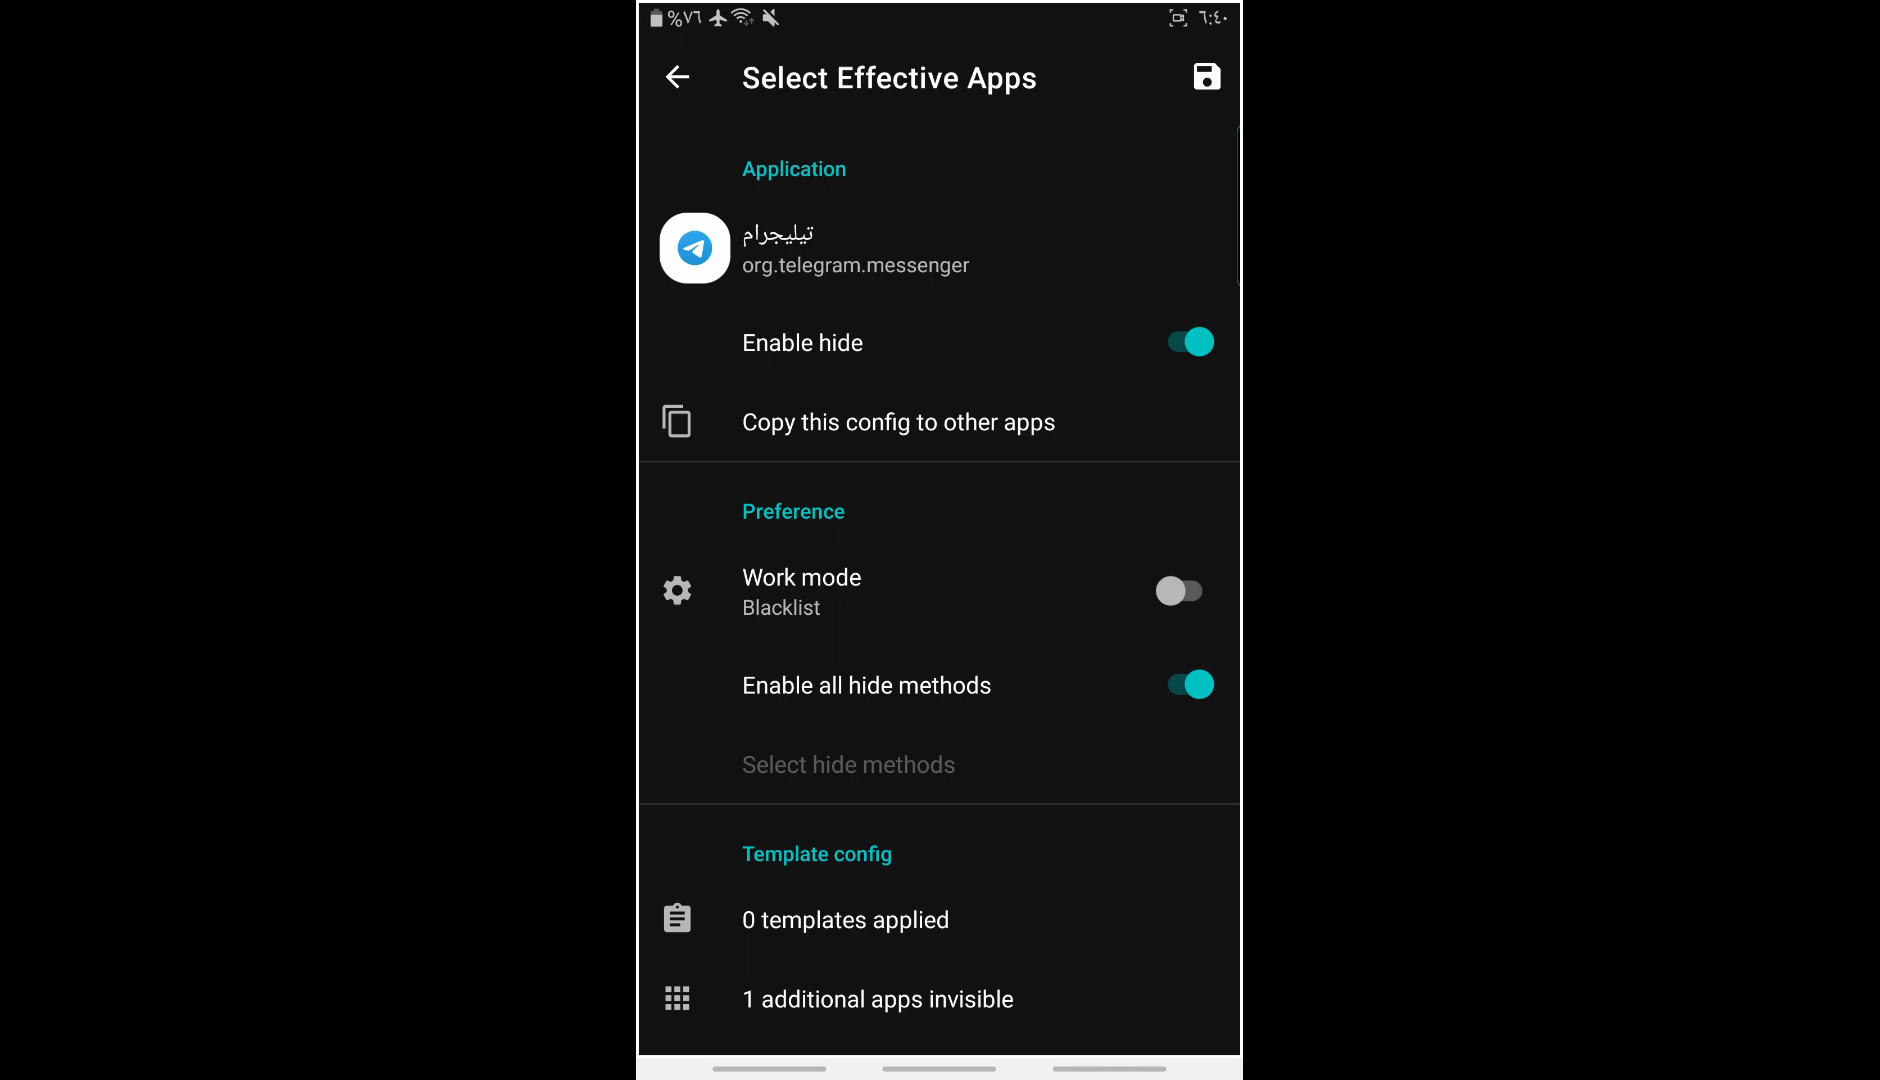 %٧٦
٦:٤٠
Select Effective Apps
Application
تيليجرام
org.telegram.messenger
Enable hide
Copy this config to other apps
Preference
Work mode
Blacklist
Enable all hide methods
Select hide methods
Template config
0 templates applied
1 additional apps invisible